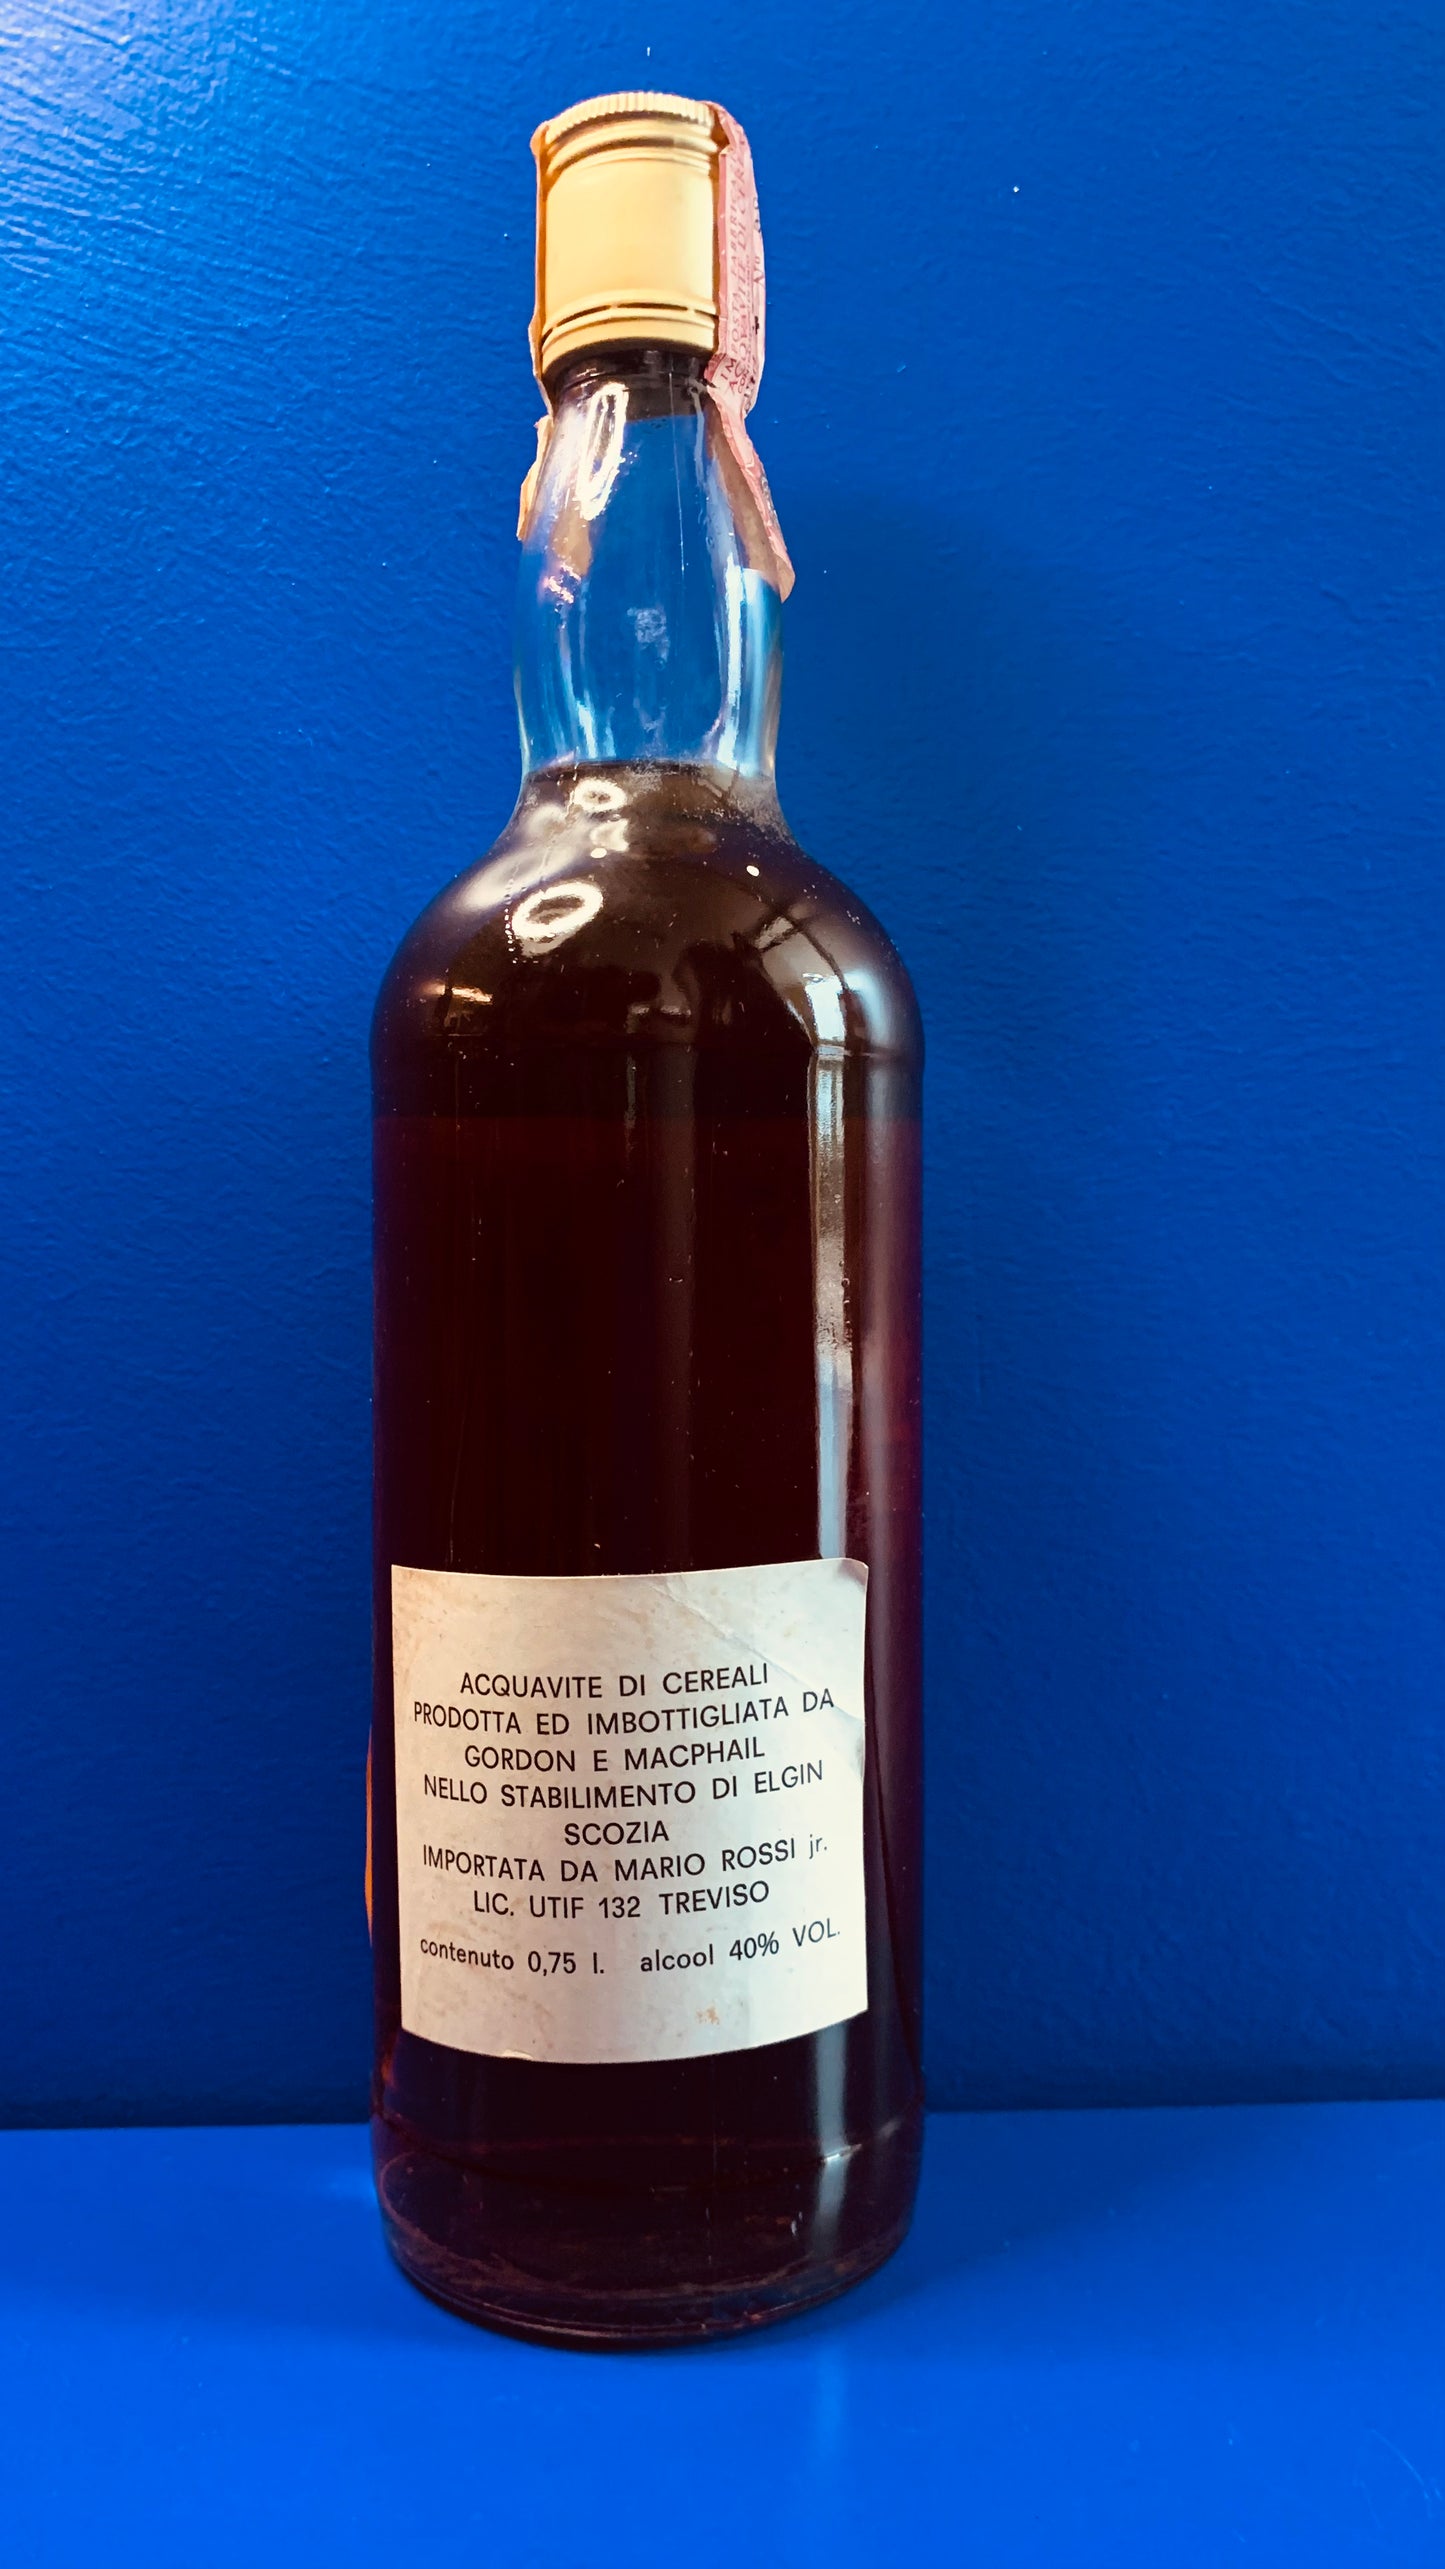 ACQUAVITE DI CEREALI
PRODOTTA ED IMBOTTIGLIATA DA
GORDON E MACPHAIL
NELLO STABILIMENTO DI ELGIN
SCOZIA
IMPORTATA DA MARIO ROSSI jr.
LIC. UTIF 132 TREVISO
contenuto 0,75 l. alcool 40% VOL.